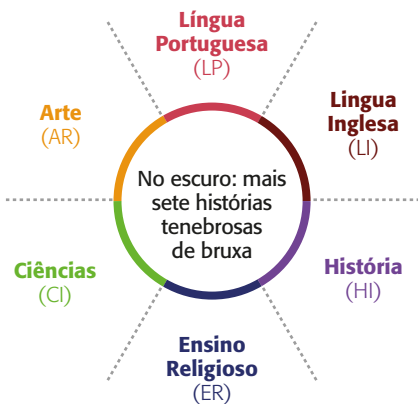 Língua
Portuguesa
(LP)
Arte
(AR)
Lingua
Inglesa
(LI)
No escuro: mais
sete histórias
tenebrosas
de bruxa
Ciências
(CI)
História
(HI)
Ensino
Religioso
(ER)